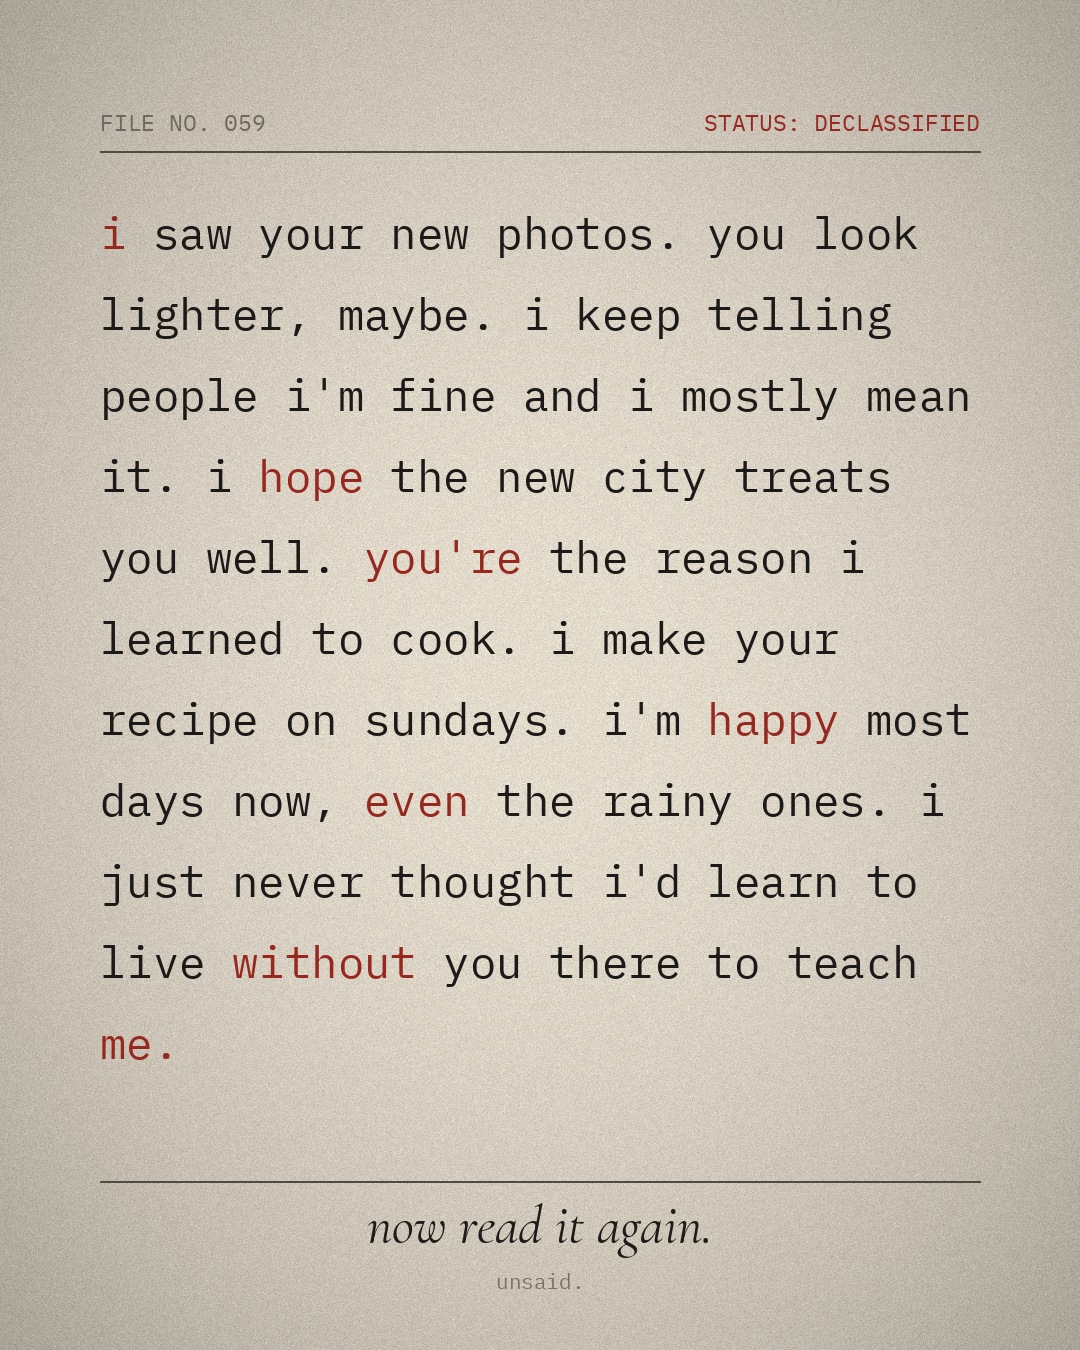 FILE NO. 059
STATUS: DECLASSIFIED
i saw your new photos. you look
lighter, maybe. i keep telling
people i'm fine and i mostly mean
it. i hope the new city treats
you well. you're the reason i
learned to cook. i make your
recipe on sundays. i'm happy most
days now, even the rainy ones. i
just never thought i'd learn to
live without you there to teach
me.
now read it again.
unsaid.